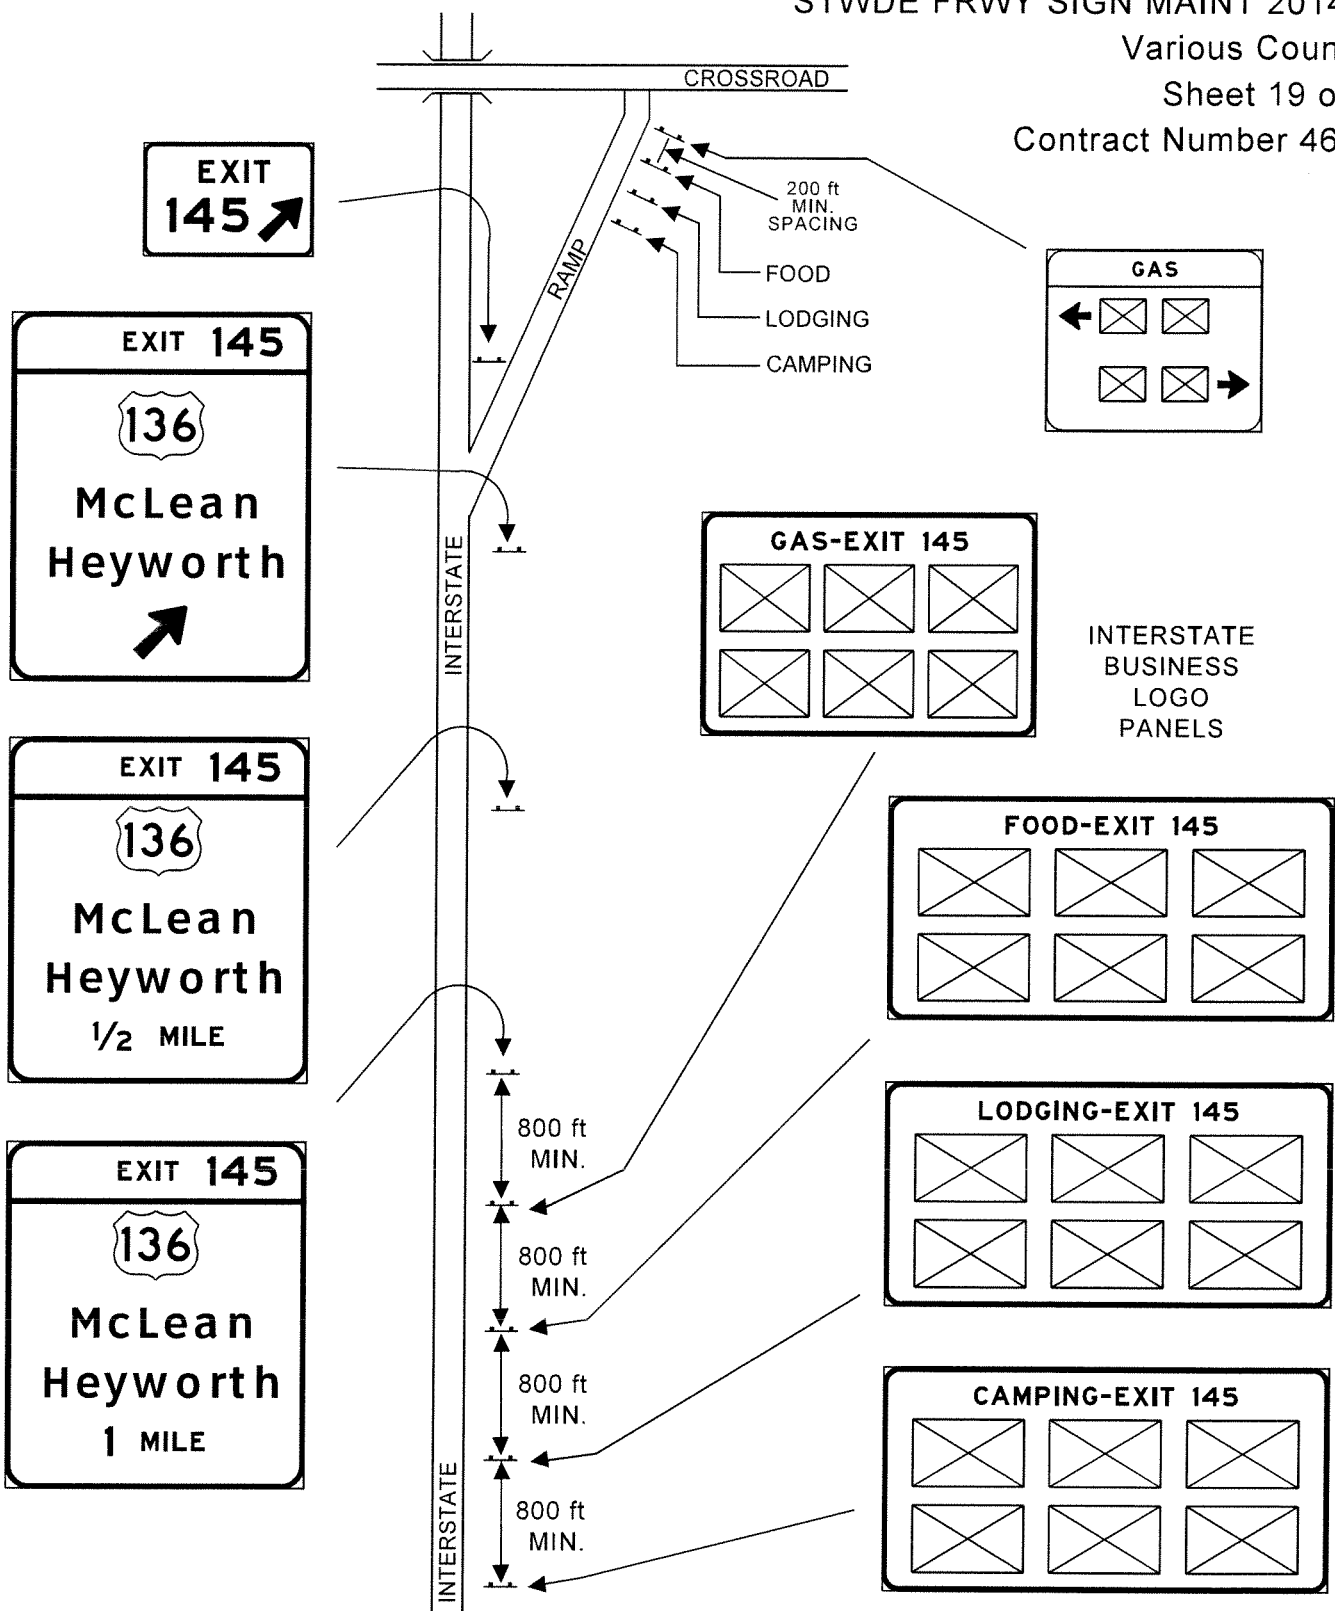 STWDE FRWY SIGN MAINT 2014
Various Coun
Sheet 19 o
Contract Number 46
CROSSROAD
EXIT
145
200 ft
MIN.
SPACING
RAMP
FOOD
LODGING
CAMPING
GAS
EXIT 145
136
McLean
Heyworth
INTERSTATE
GAS-EXIT 145
INTERSTATE
BUSINESS
LOGO
PANELS
EXIT 145
136
McLean
Heyworth
1/2 MILE
FOOD-EXIT 145
800 ft
MIN.
LODGING-EXIT 145
EXIT 145
136
McLean
Heyworth
1 MILE
800 ft
MIN.
800 ft
MIN.
CAMPING-EXIT 145
INTERSTATE
800 ft
MIN.